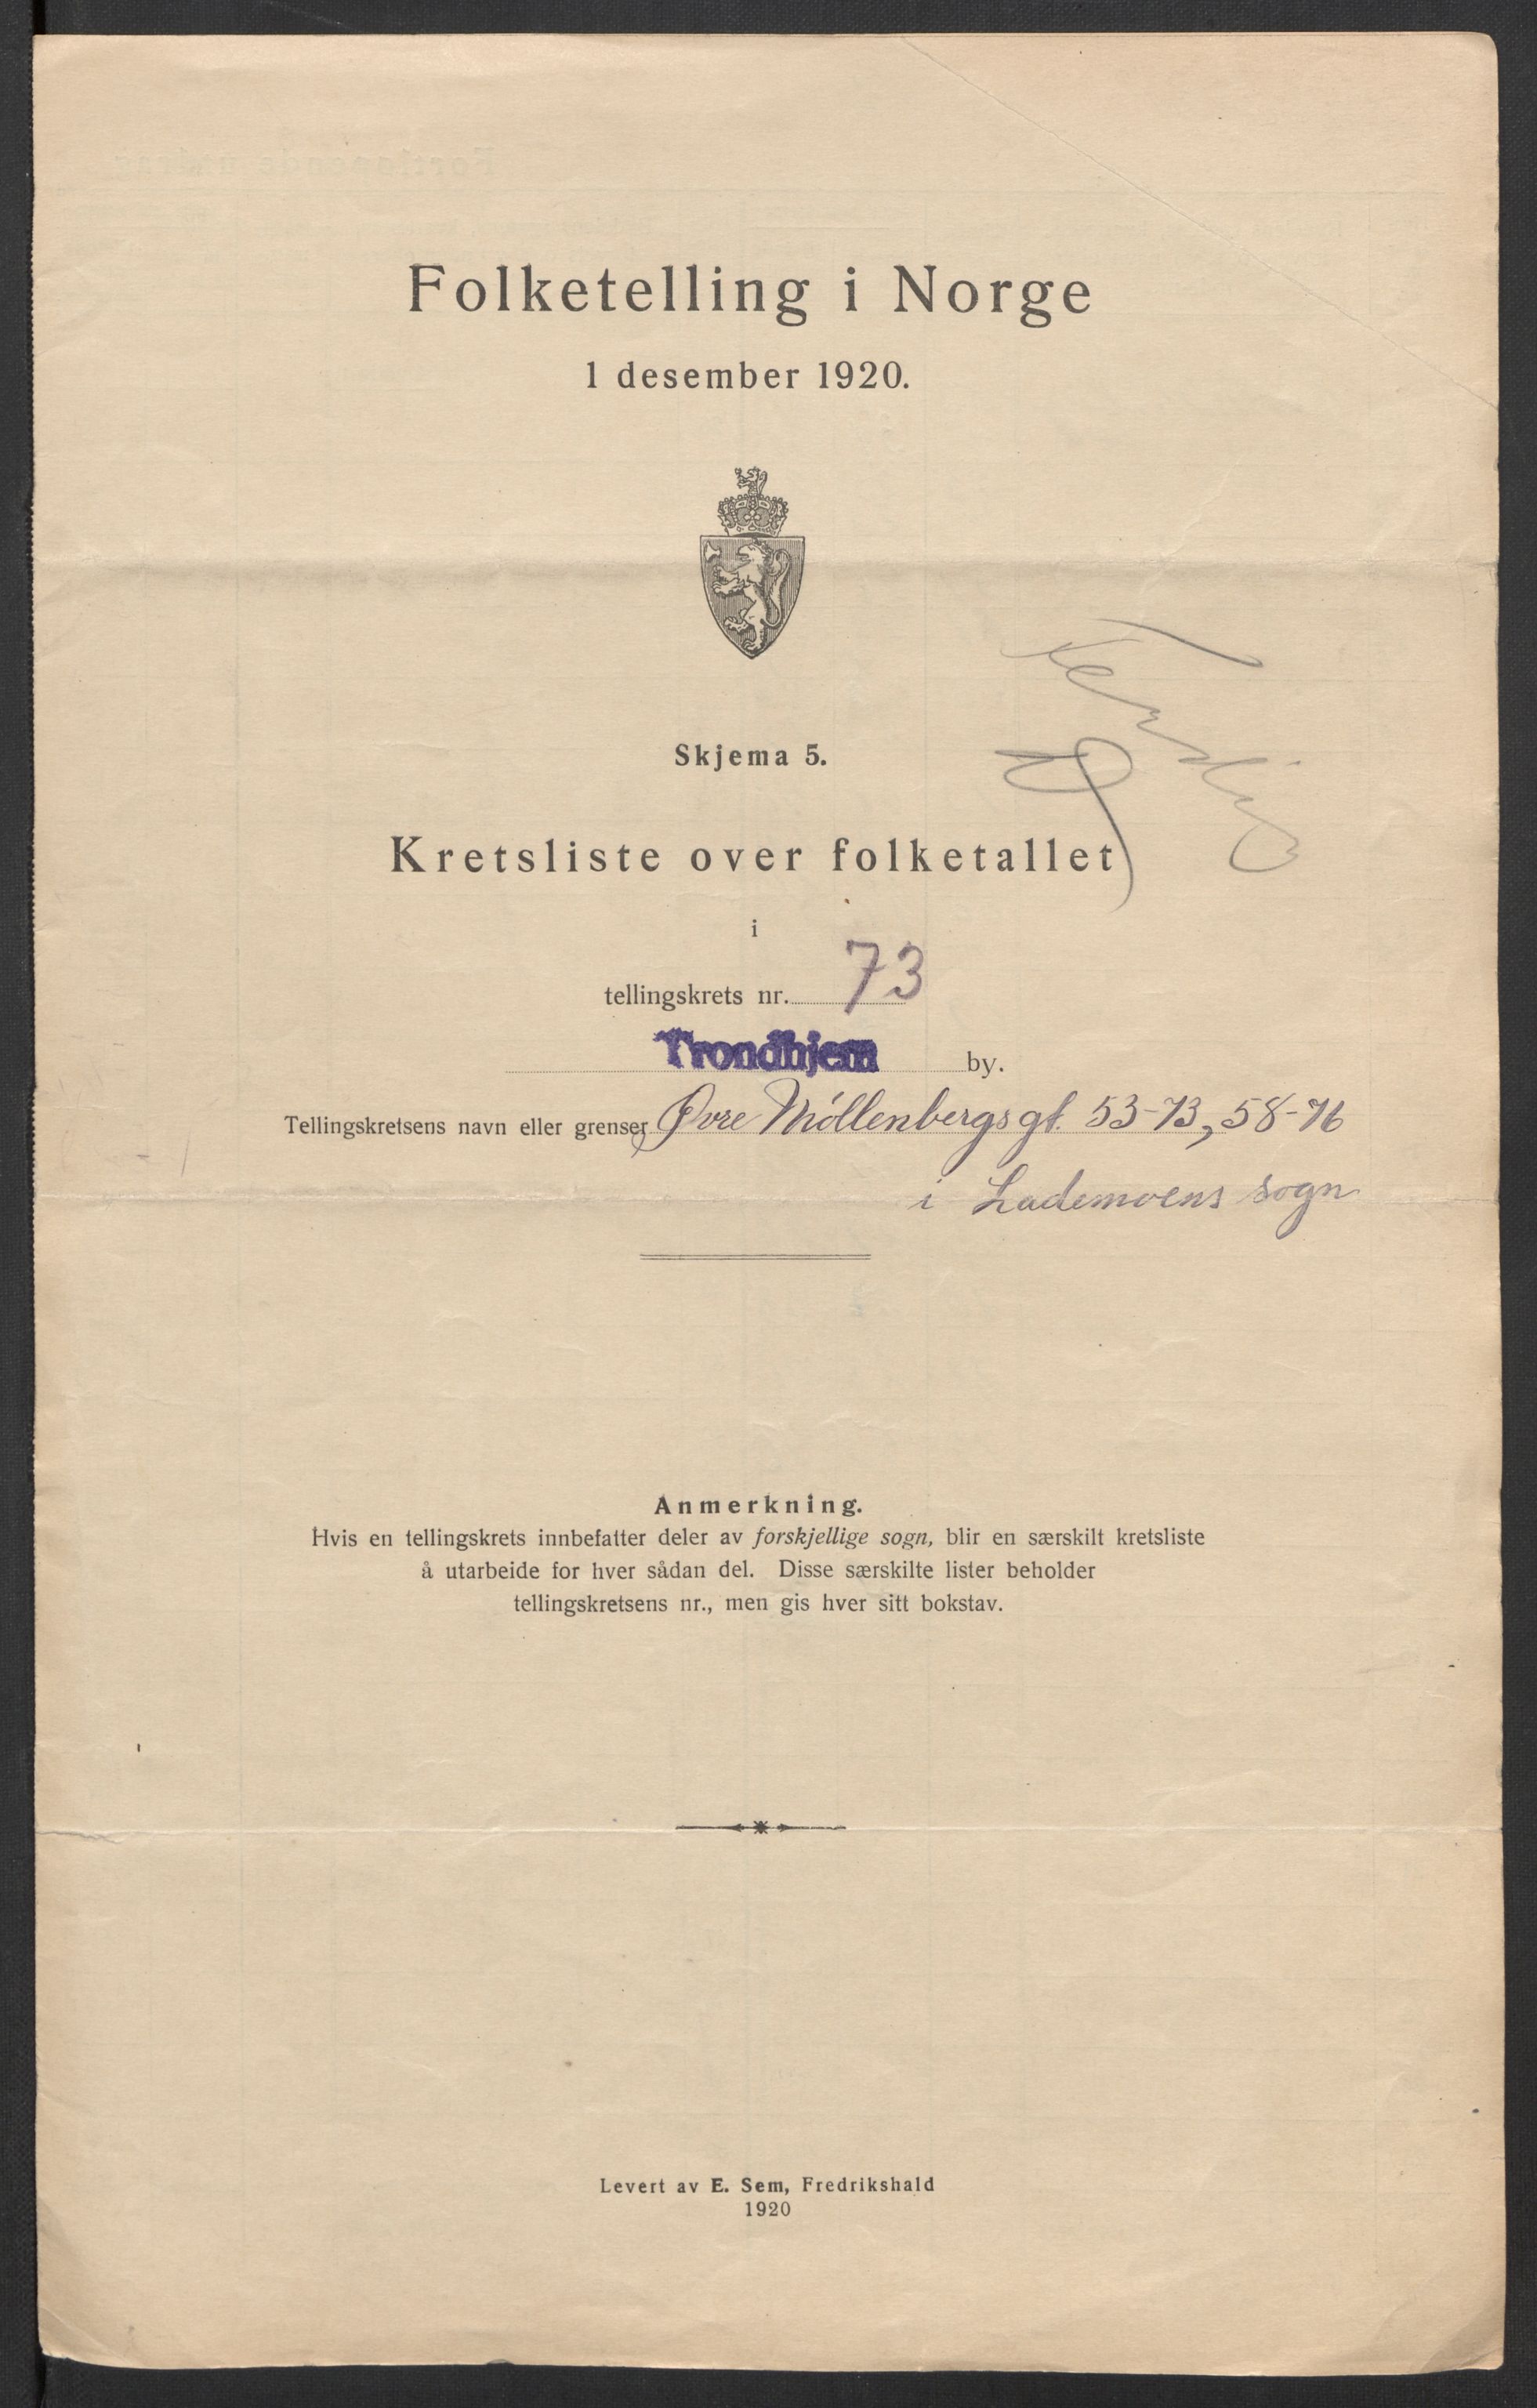 Folketelling i Norge
1 desember 1920.
Skjema 5.
Kretsliste over folketallet
i
tellingskrets nr. 73
Trondhjem by.
Tellingskretsens navn eller grenser Øvre Möllenbergsgt. 53-73, 58-76
i Lademoens sogn
Anmerkning.
Hvis en tellingskrets innbefatter deler av forskjellige sogn, blir en særskilt kretsliste
å utarbeide for hver sådan del. Disse særskilte lister beholder
tellingskretsens nr., men gis hver sitt bokstav.
Levert av E. Sem, Fredrikshald
1920